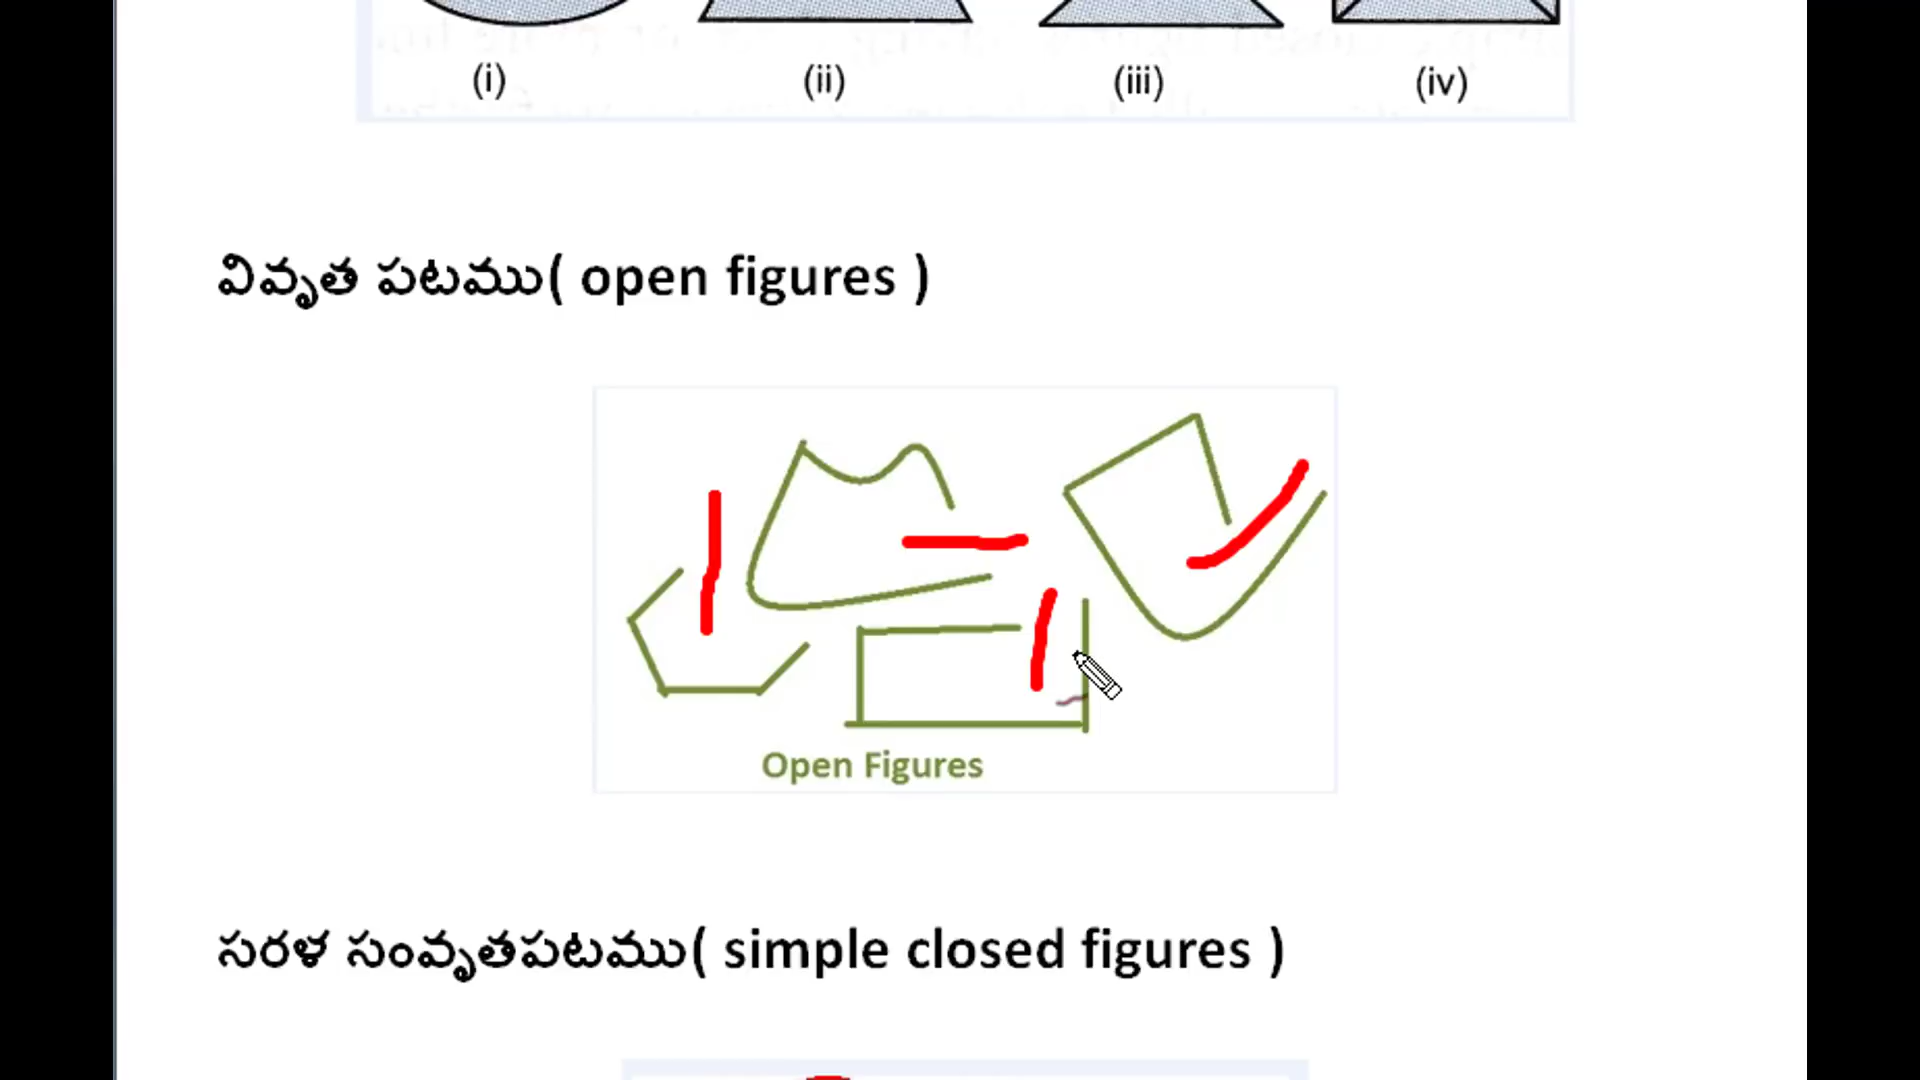 (i) (ii) (iii) (iv)
వివృత పటము( open figures )
Open Figures
సరళ సంవృతపటము( simple closed figures )